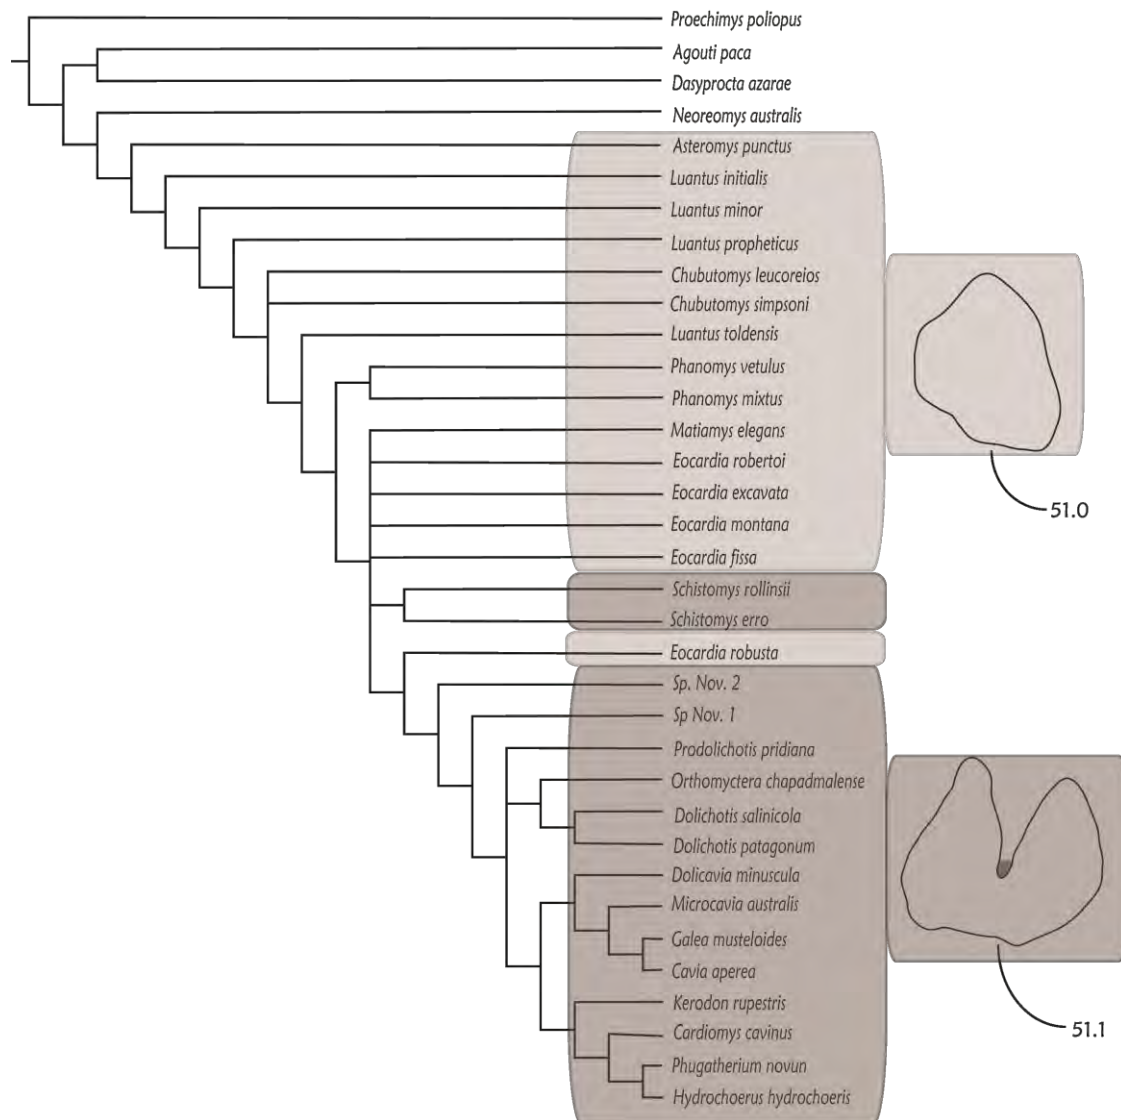 Proechimys poliopus
Agouti paca
Dasyprocta azarae
Neoreomys australis
Asteromys punctus
Luantus initialis
Luantus minor
Luantus propheticus
Chubutomys leucoreios
Chubutomys simpsoni
Luantus toldensis
Phanomys vetulus
Phanomys mixtus
Matiamys elegans
Eocardia robertoi
Eocardia excavata
51.0
Eocardia montana
Eocardia fissa
Schistomys rollinsii
Schistomys erro
Eocardia robusta
Sp. Nov. 2
Sp Nov. 1
Prodolichotis pridiana
Orthomyctera chapadmalense
Dolichotis salinicola
Dolichotis patagonum
Dolicavia minuscula
Microcavia australis
Galea musteloides
Cavia aperea
Kerodon rupestris
51.1
Cardiomys cavinus
Phugatherium novun
Hydrochoerus hydrochoeris